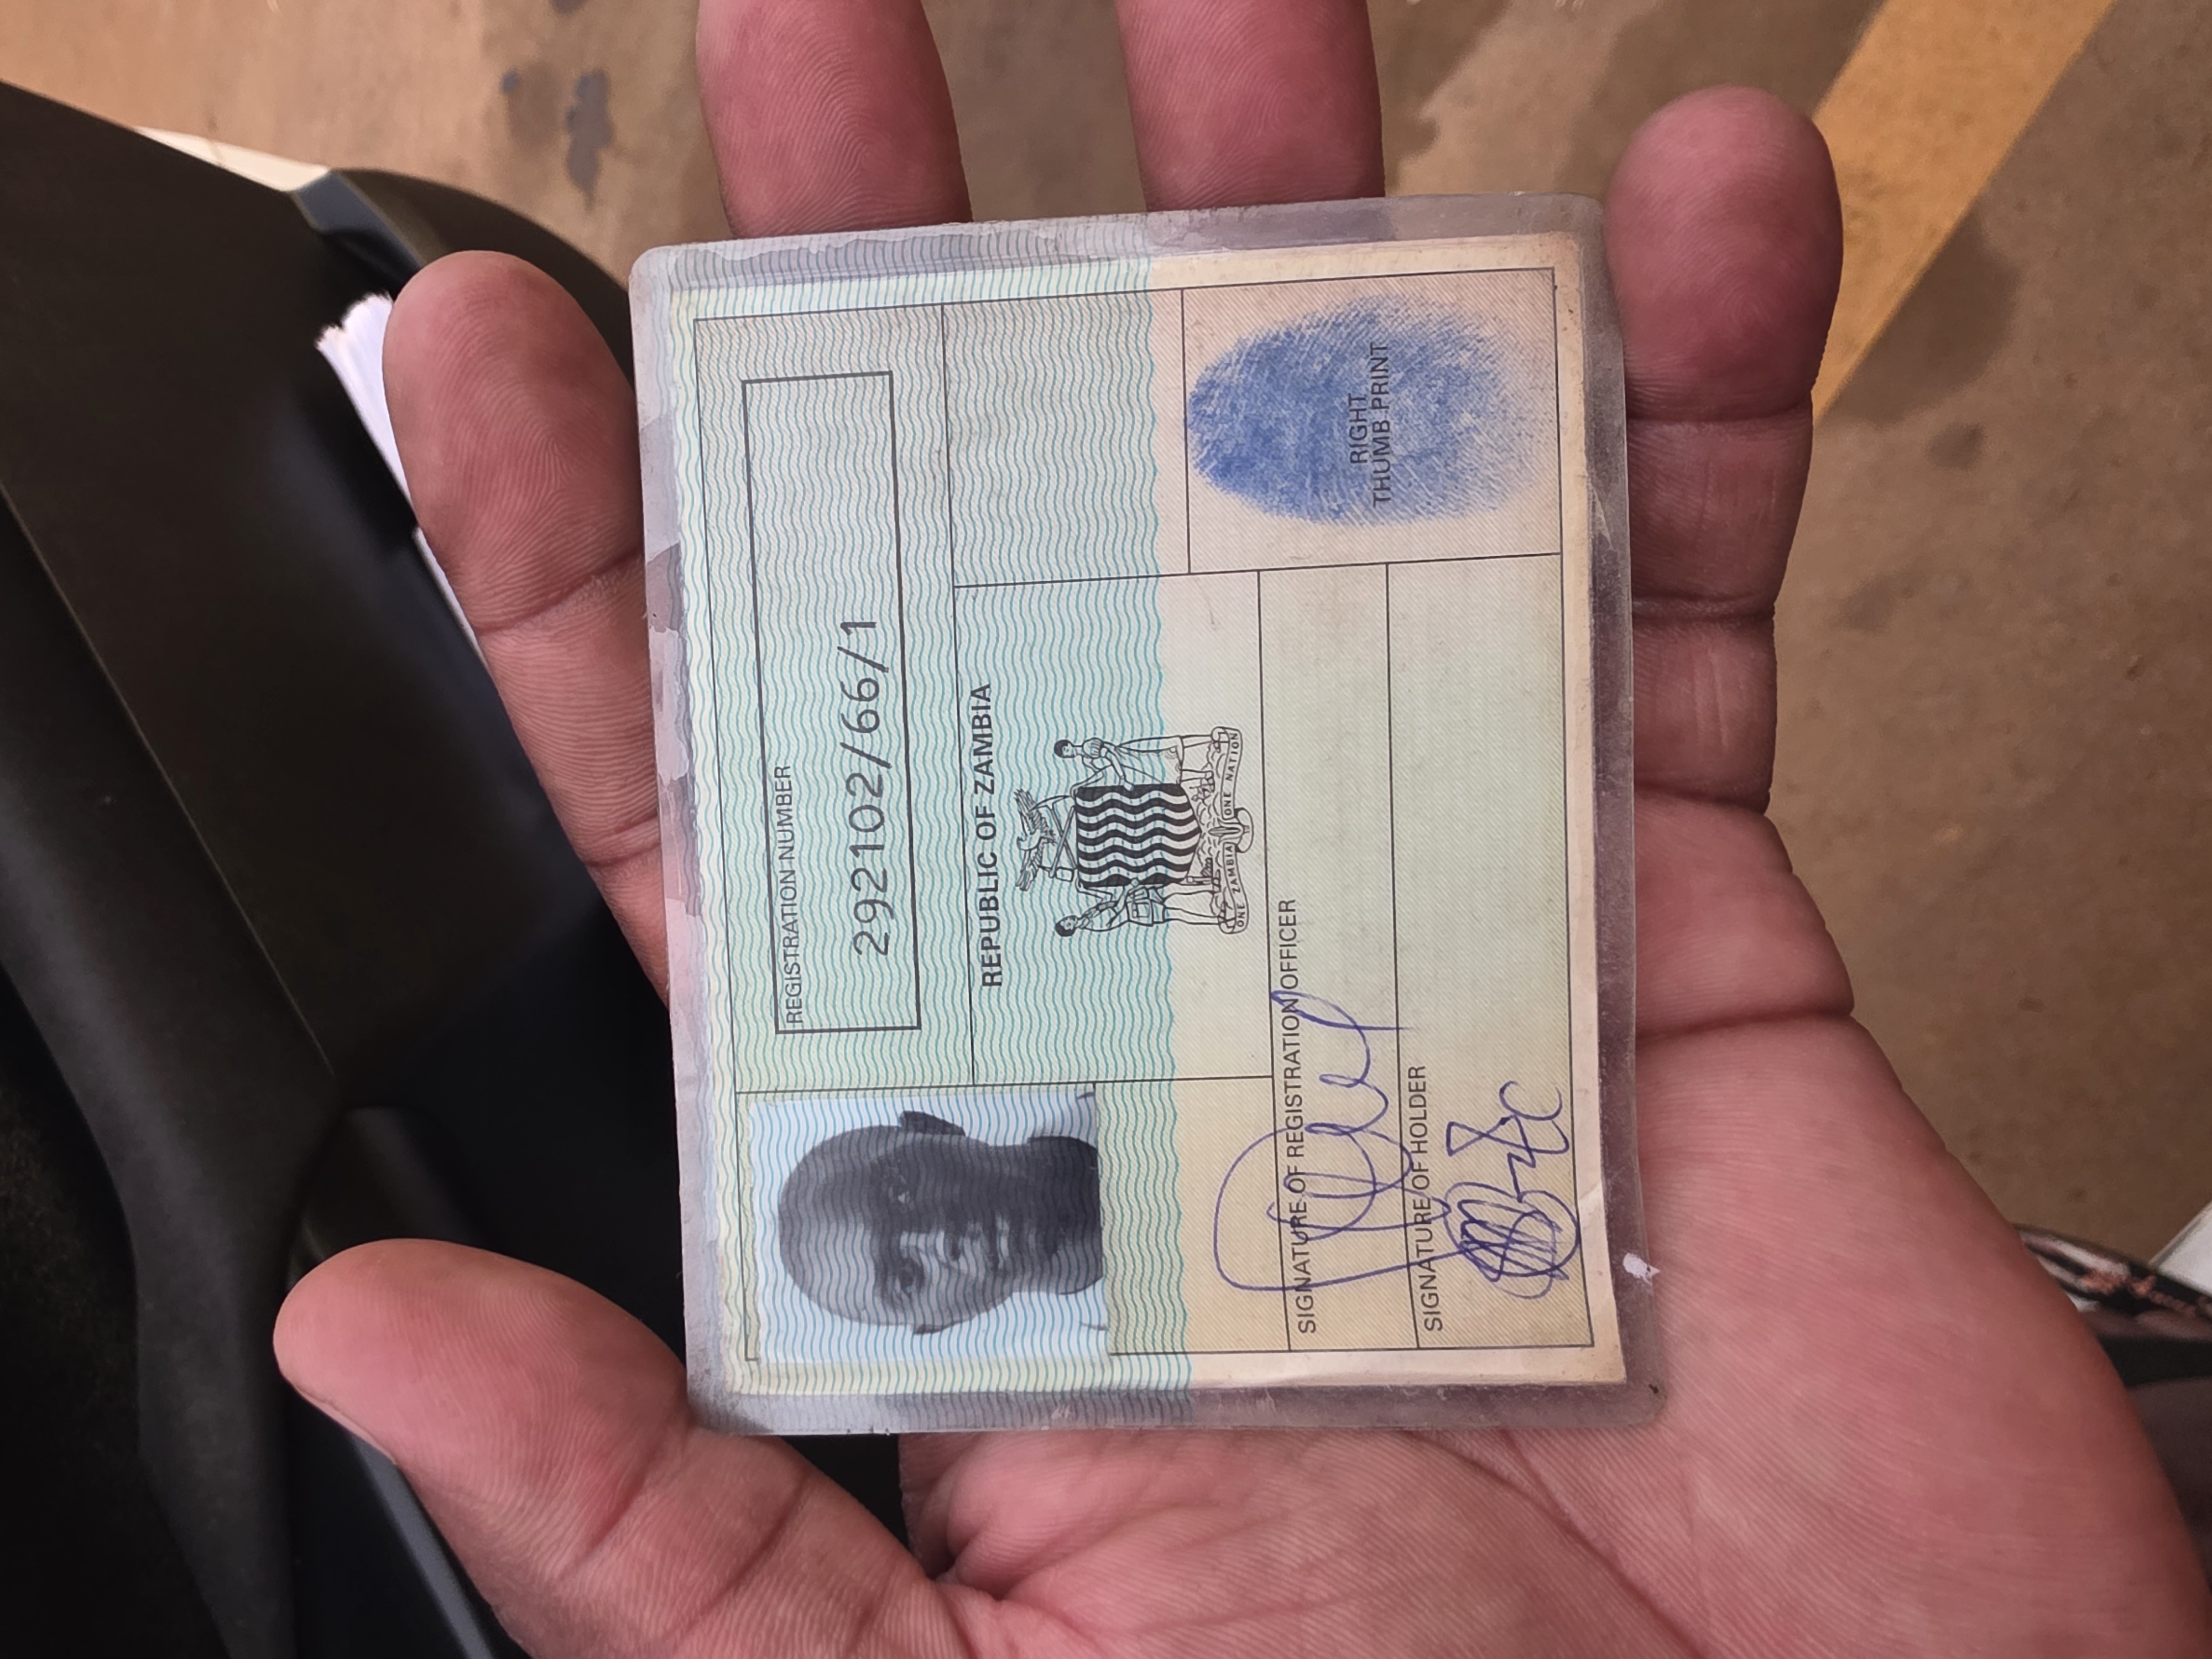 REGISTRATION NUMBER
292102/66/1
REPUBLIC OF ZAMBIA
ONE ZAMBIA ONE NATION
RIGHT
THUMB PRINT
SIGNATURE OF REGISTRATION OFFICER
SIGNATURE OF HOLDER